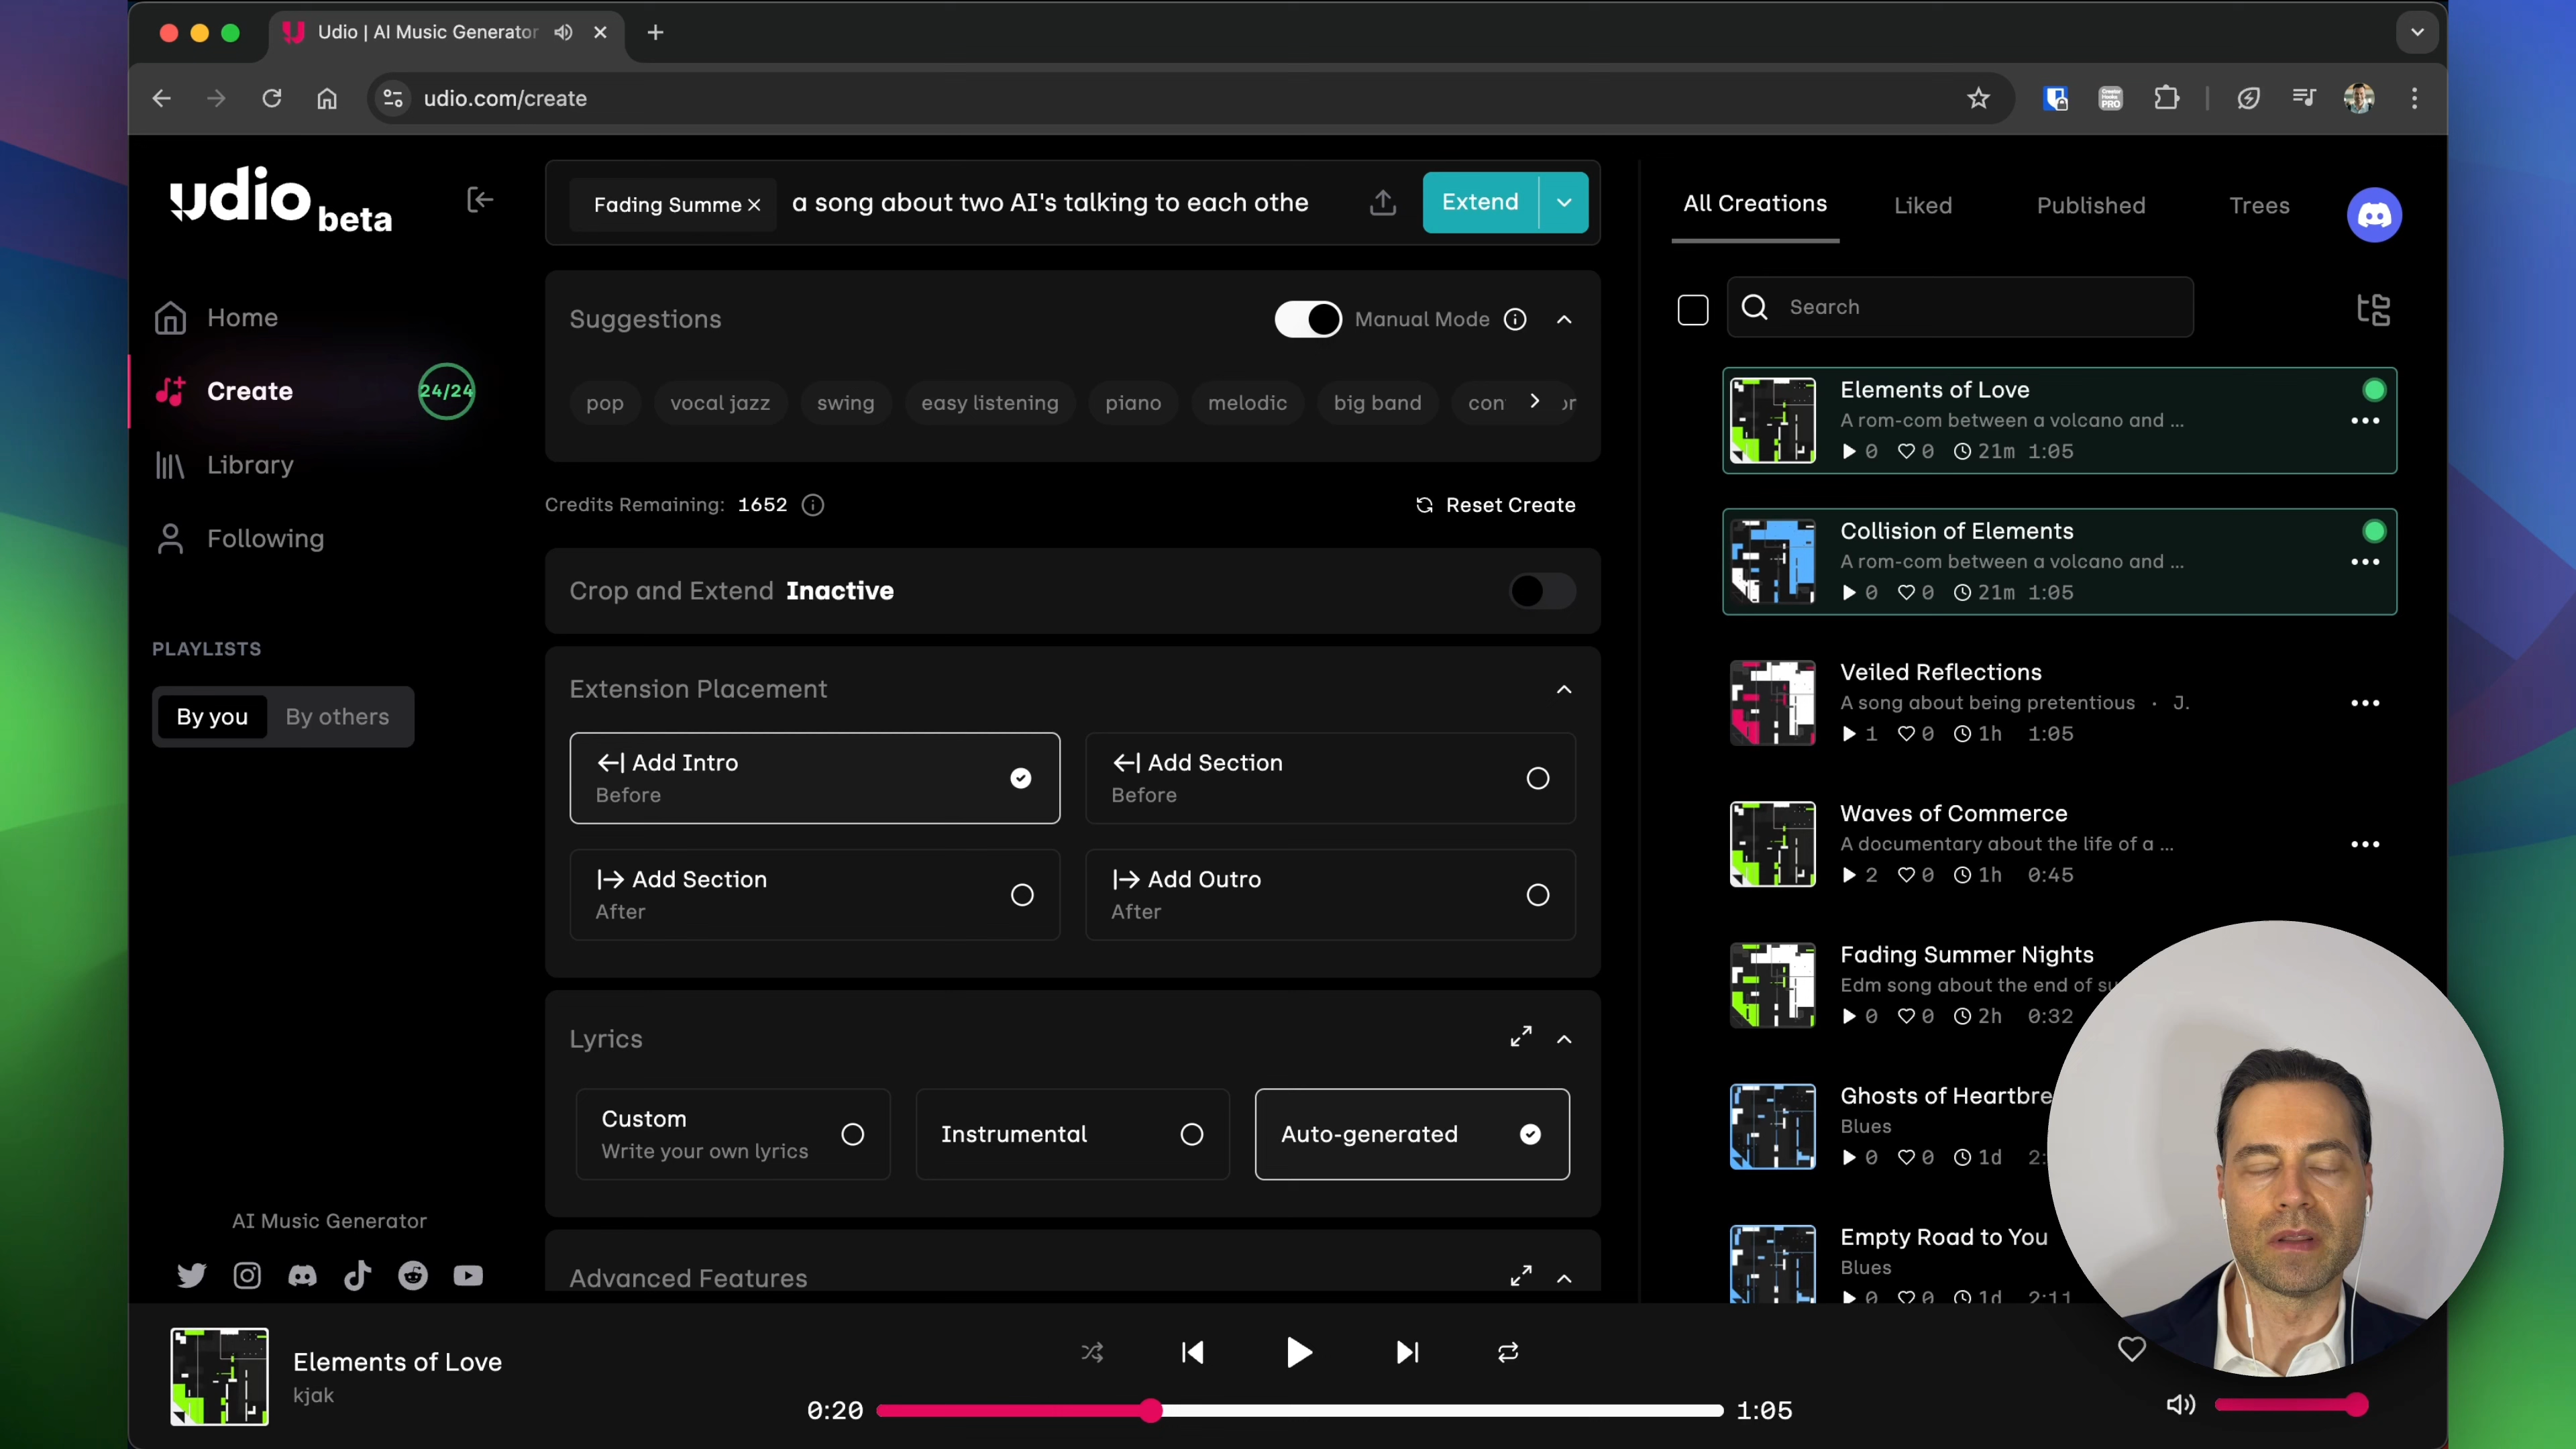 Udio | AI Music Generator
udio.com/create
udio beta
Home
Create
24/24
Library
Following
PLAYLISTS
By you
By others
AI Music Generator
Fading Summe
a song about two AI's talking to each othe
Extend
Suggestions
Manual Mode
pop
vocal jazz
swing
easy listening
piano
melodic
big band
con
or
Credits Remaining: 1652
Reset Create
Crop and Extend Inactive
Extension Placement
Add Intro
Before
Add Section
Before
Add Section
After
Add Outro
After
Lyrics
Custom
Write your own lyrics
Instrumental
Auto-generated
Advanced Features
All Creations
Liked
Published
Trees
Search
Elements of Love
A rom-com between a volcano and ...
0 0 21m 1:05
Collision of Elements
A rom-com between a volcano and ...
0 0 21m 1:05
Veiled Reflections
A song about being pretentious · J.
1 0 1h 1:05
Waves of Commerce
A documentary about the life of a ...
2 0 1h 0:45
Fading Summer Nights
Edm song about the end of su
0 0 2h 0:32
Ghosts of Heartbre
Blues
0 0 1d 2:
Empty Road to You
Blues
0 0 1d 2:11
Elements of Love
kjak
0:20
1:05